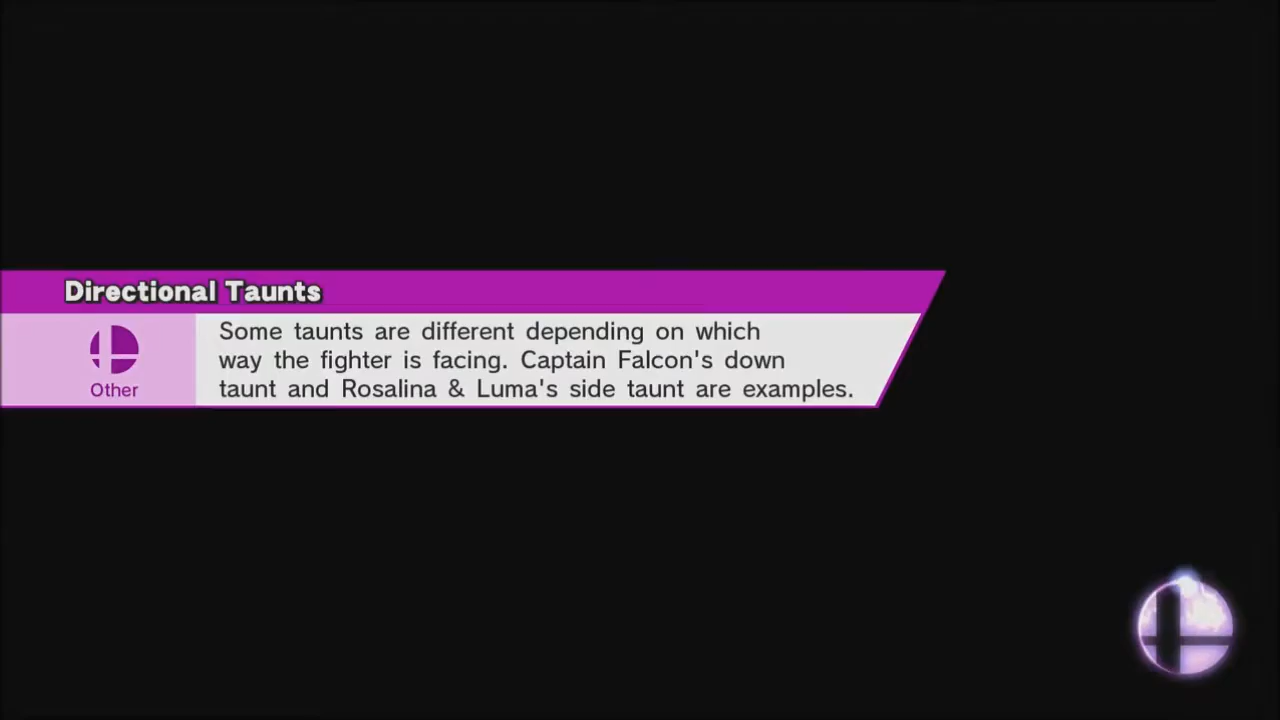 Directional Taunts
Other
Some taunts are different depending on which
way the fighter is facing. Captain Falcon's down
taunt and Rosalina & Luma's side taunt are examples.